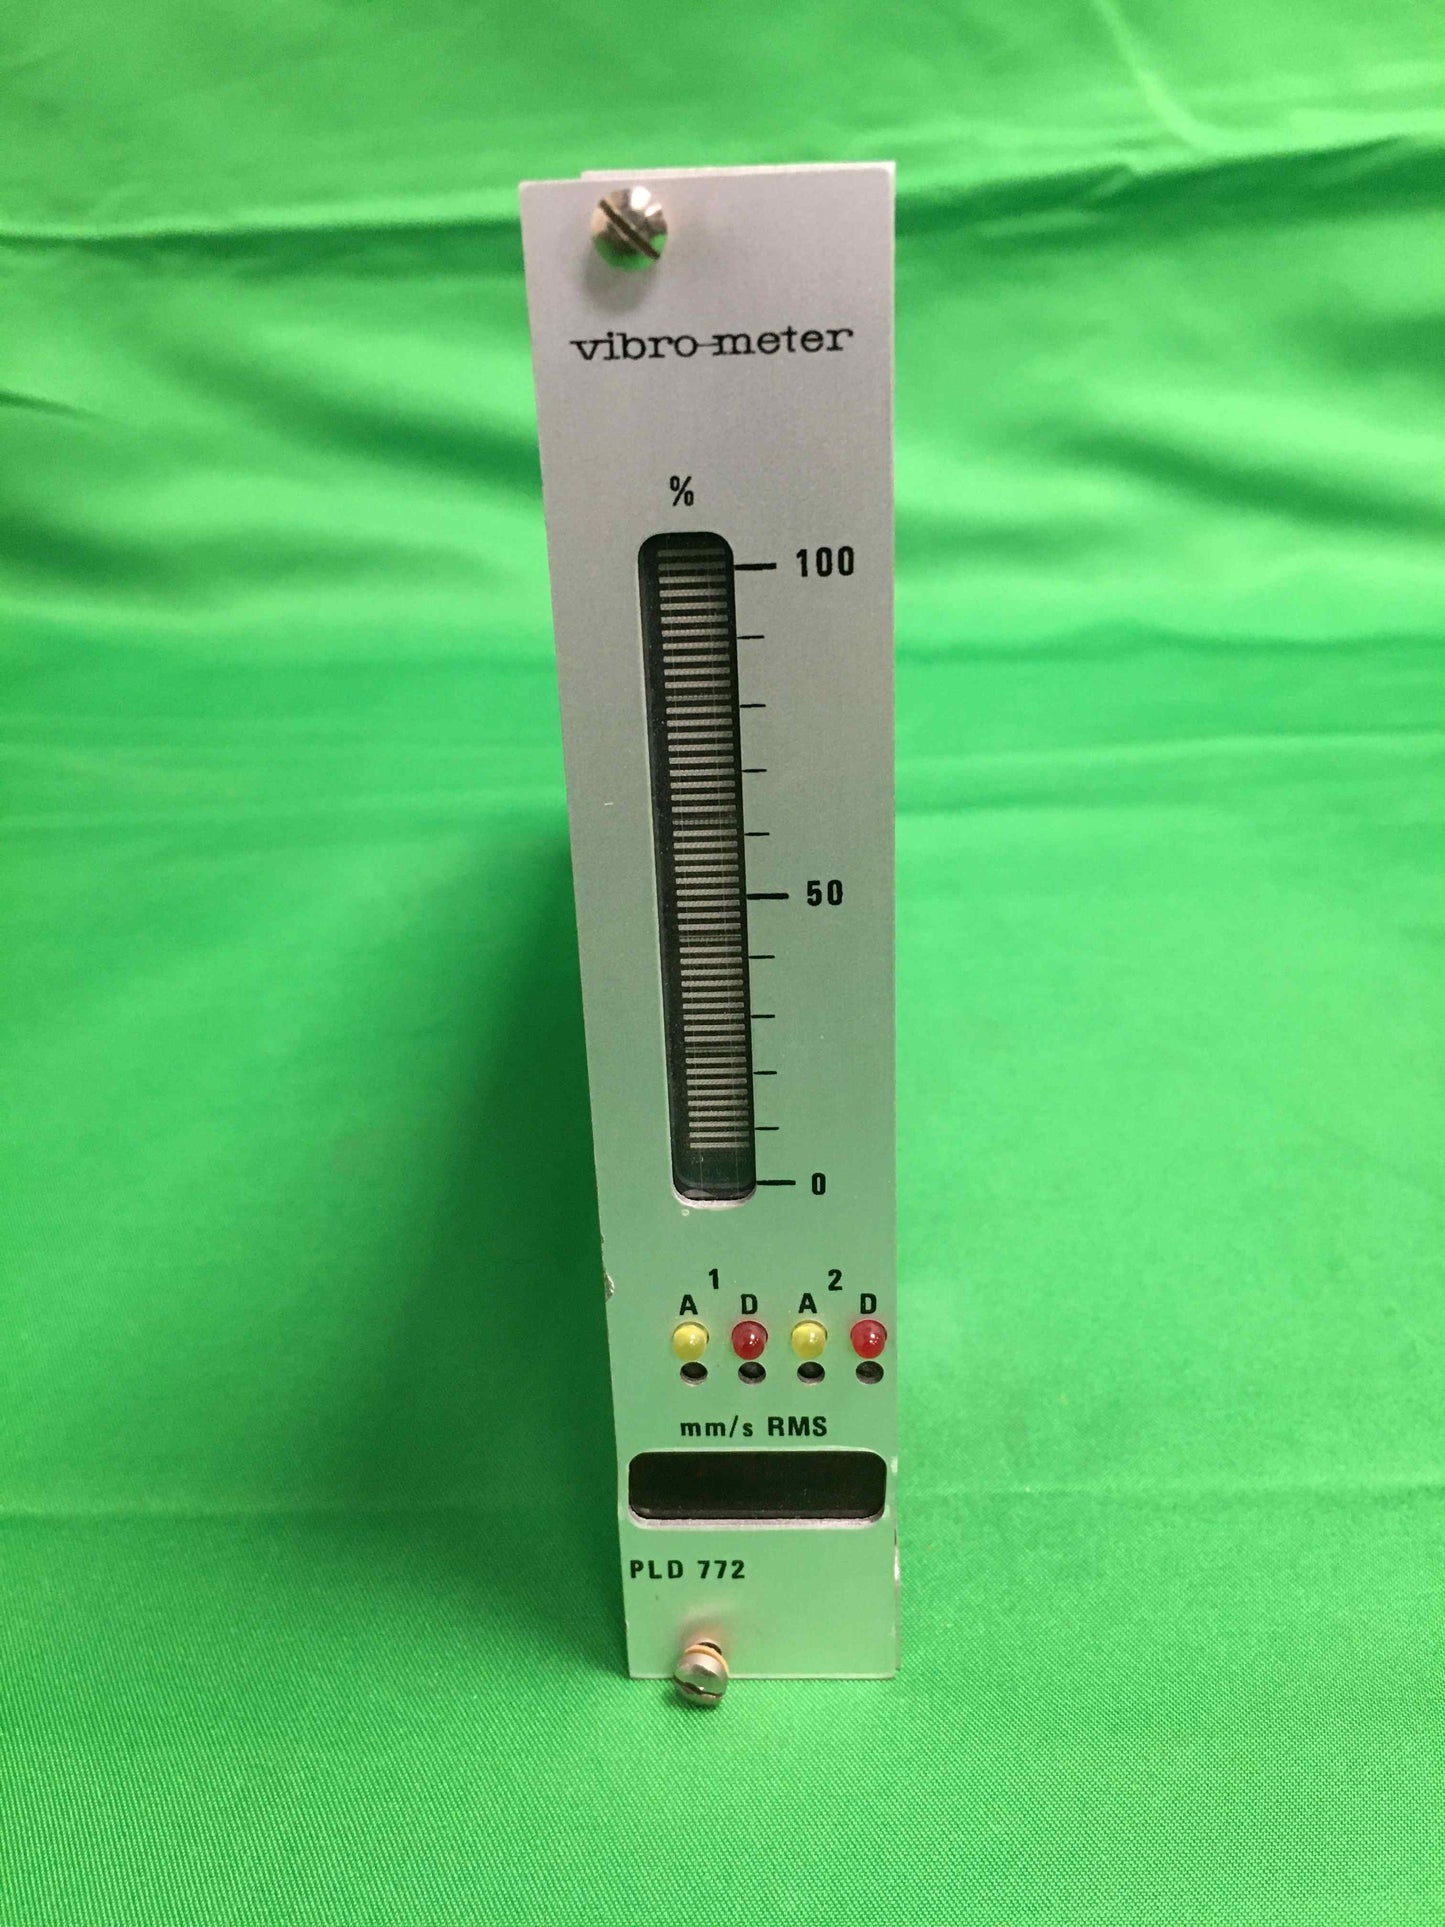 vibro-meter
%
100
50
0
1 2
A D A D
mm/s RMS
PLD 772